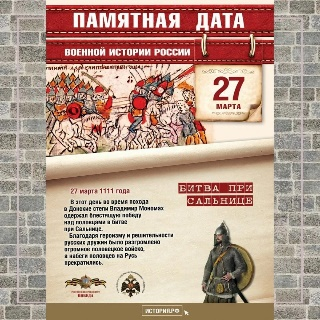 ПАМЯТНАЯ ДАТА
ВОЕННОЙ ИСТОРИИ РОССИИ
27
МАРТА
27 марта 1111 года
БИТВА ПРИ
САЛЬНИЦЕ
В этот день во время похода
в Донские степи Владимир Мономах
одержал блестящую победу
над половцами в битве
при Сальнице.
Благодаря героизму и решительности
русских дружин было разгромлено
огромное половецкое войско,
и набеги половцев на Русь
прекратились.
ПОБЕДА
ИСТОРИЯ.РФ